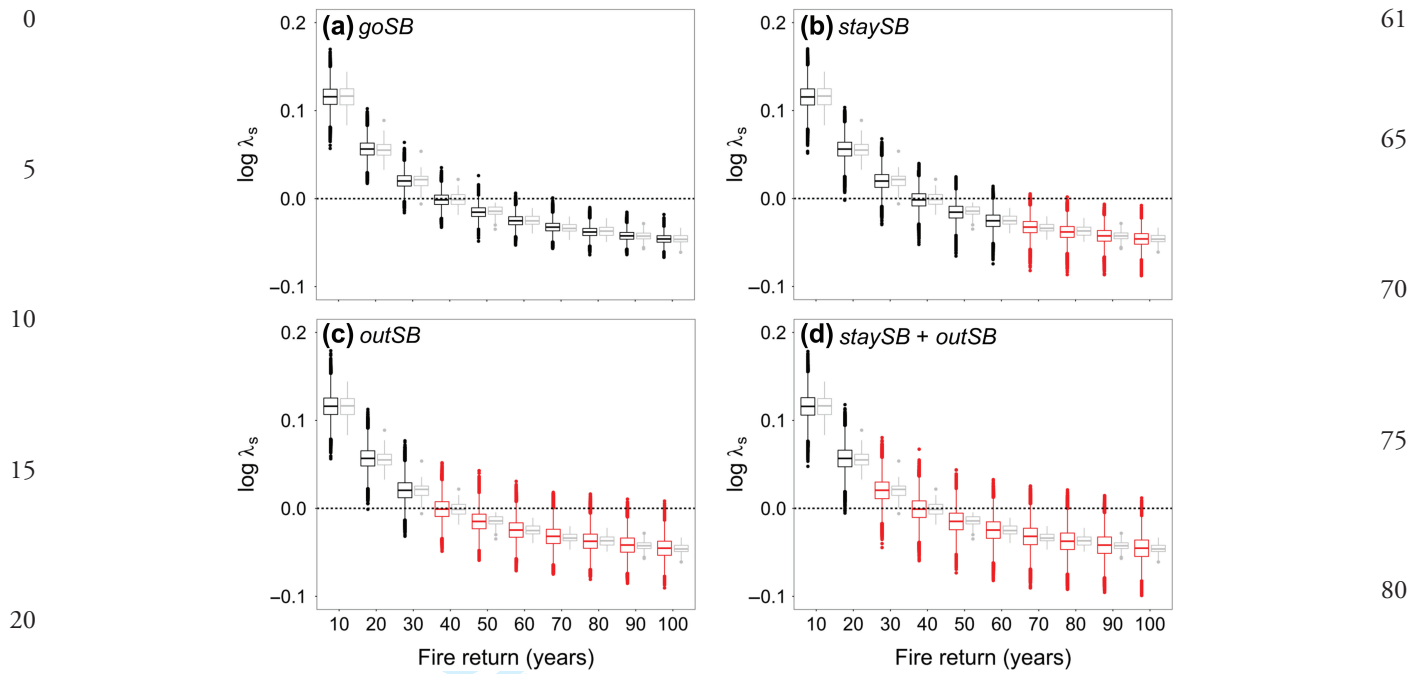 0
5
10
15
20
(a) goSB
0.2
0.1
0.0
−0.1
log λs
(b) staySB
0.2
0.1
0.0
−0.1
log λs
(c) outSB
0.2
0.1
0.0
−0.1
log λs
10 20 30 40 50 60 70 80 90 100
Fire return (years)
(d) staySB + outSB
0.2
0.1
0.0
−0.1
log λs
10 20 30 40 50 60 70 80 90 100
Fire return (years)
61
65
70
75
80